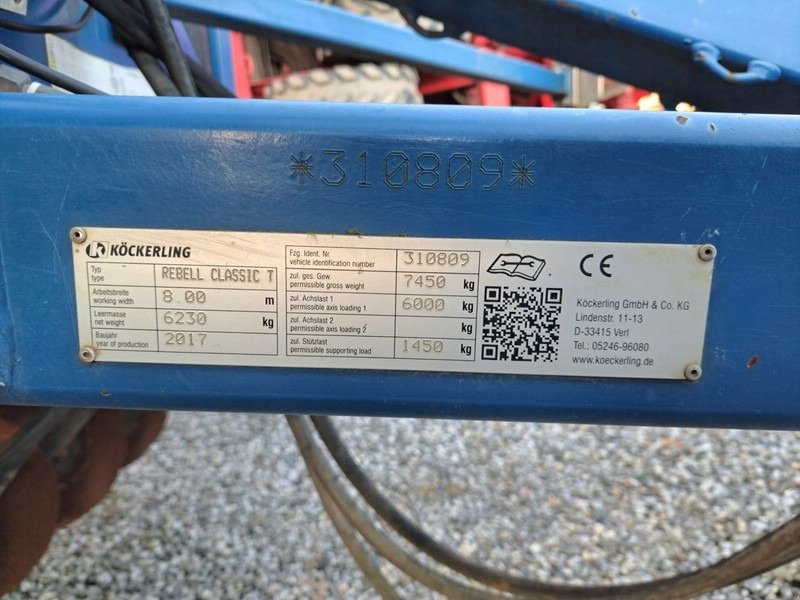 *310809*
KÖCKERLING
Typ
type
REBELL CLASSIC T
Arbeitsbreite
working width
8.00 m
Leermasse
net weight
6230 kg
Baujahr
year of production
2017
Fzg. Ident. Nr.
vehicle identification number
310809
zul. ges. Gew.
permissible gross weight
7450 kg
zul. Achslast 1
permissible axis loading 1
6000 kg
zul. Achslast 2
permissible axis loading 2
kg
zul. Stützlast
permissible supporting load
1450 kg
CE
Köckerling GmbH & Co. KG
Lindenstr. 11-13
D-33415 Verl
Tel.: 05246-96080
www.koeckerling.de